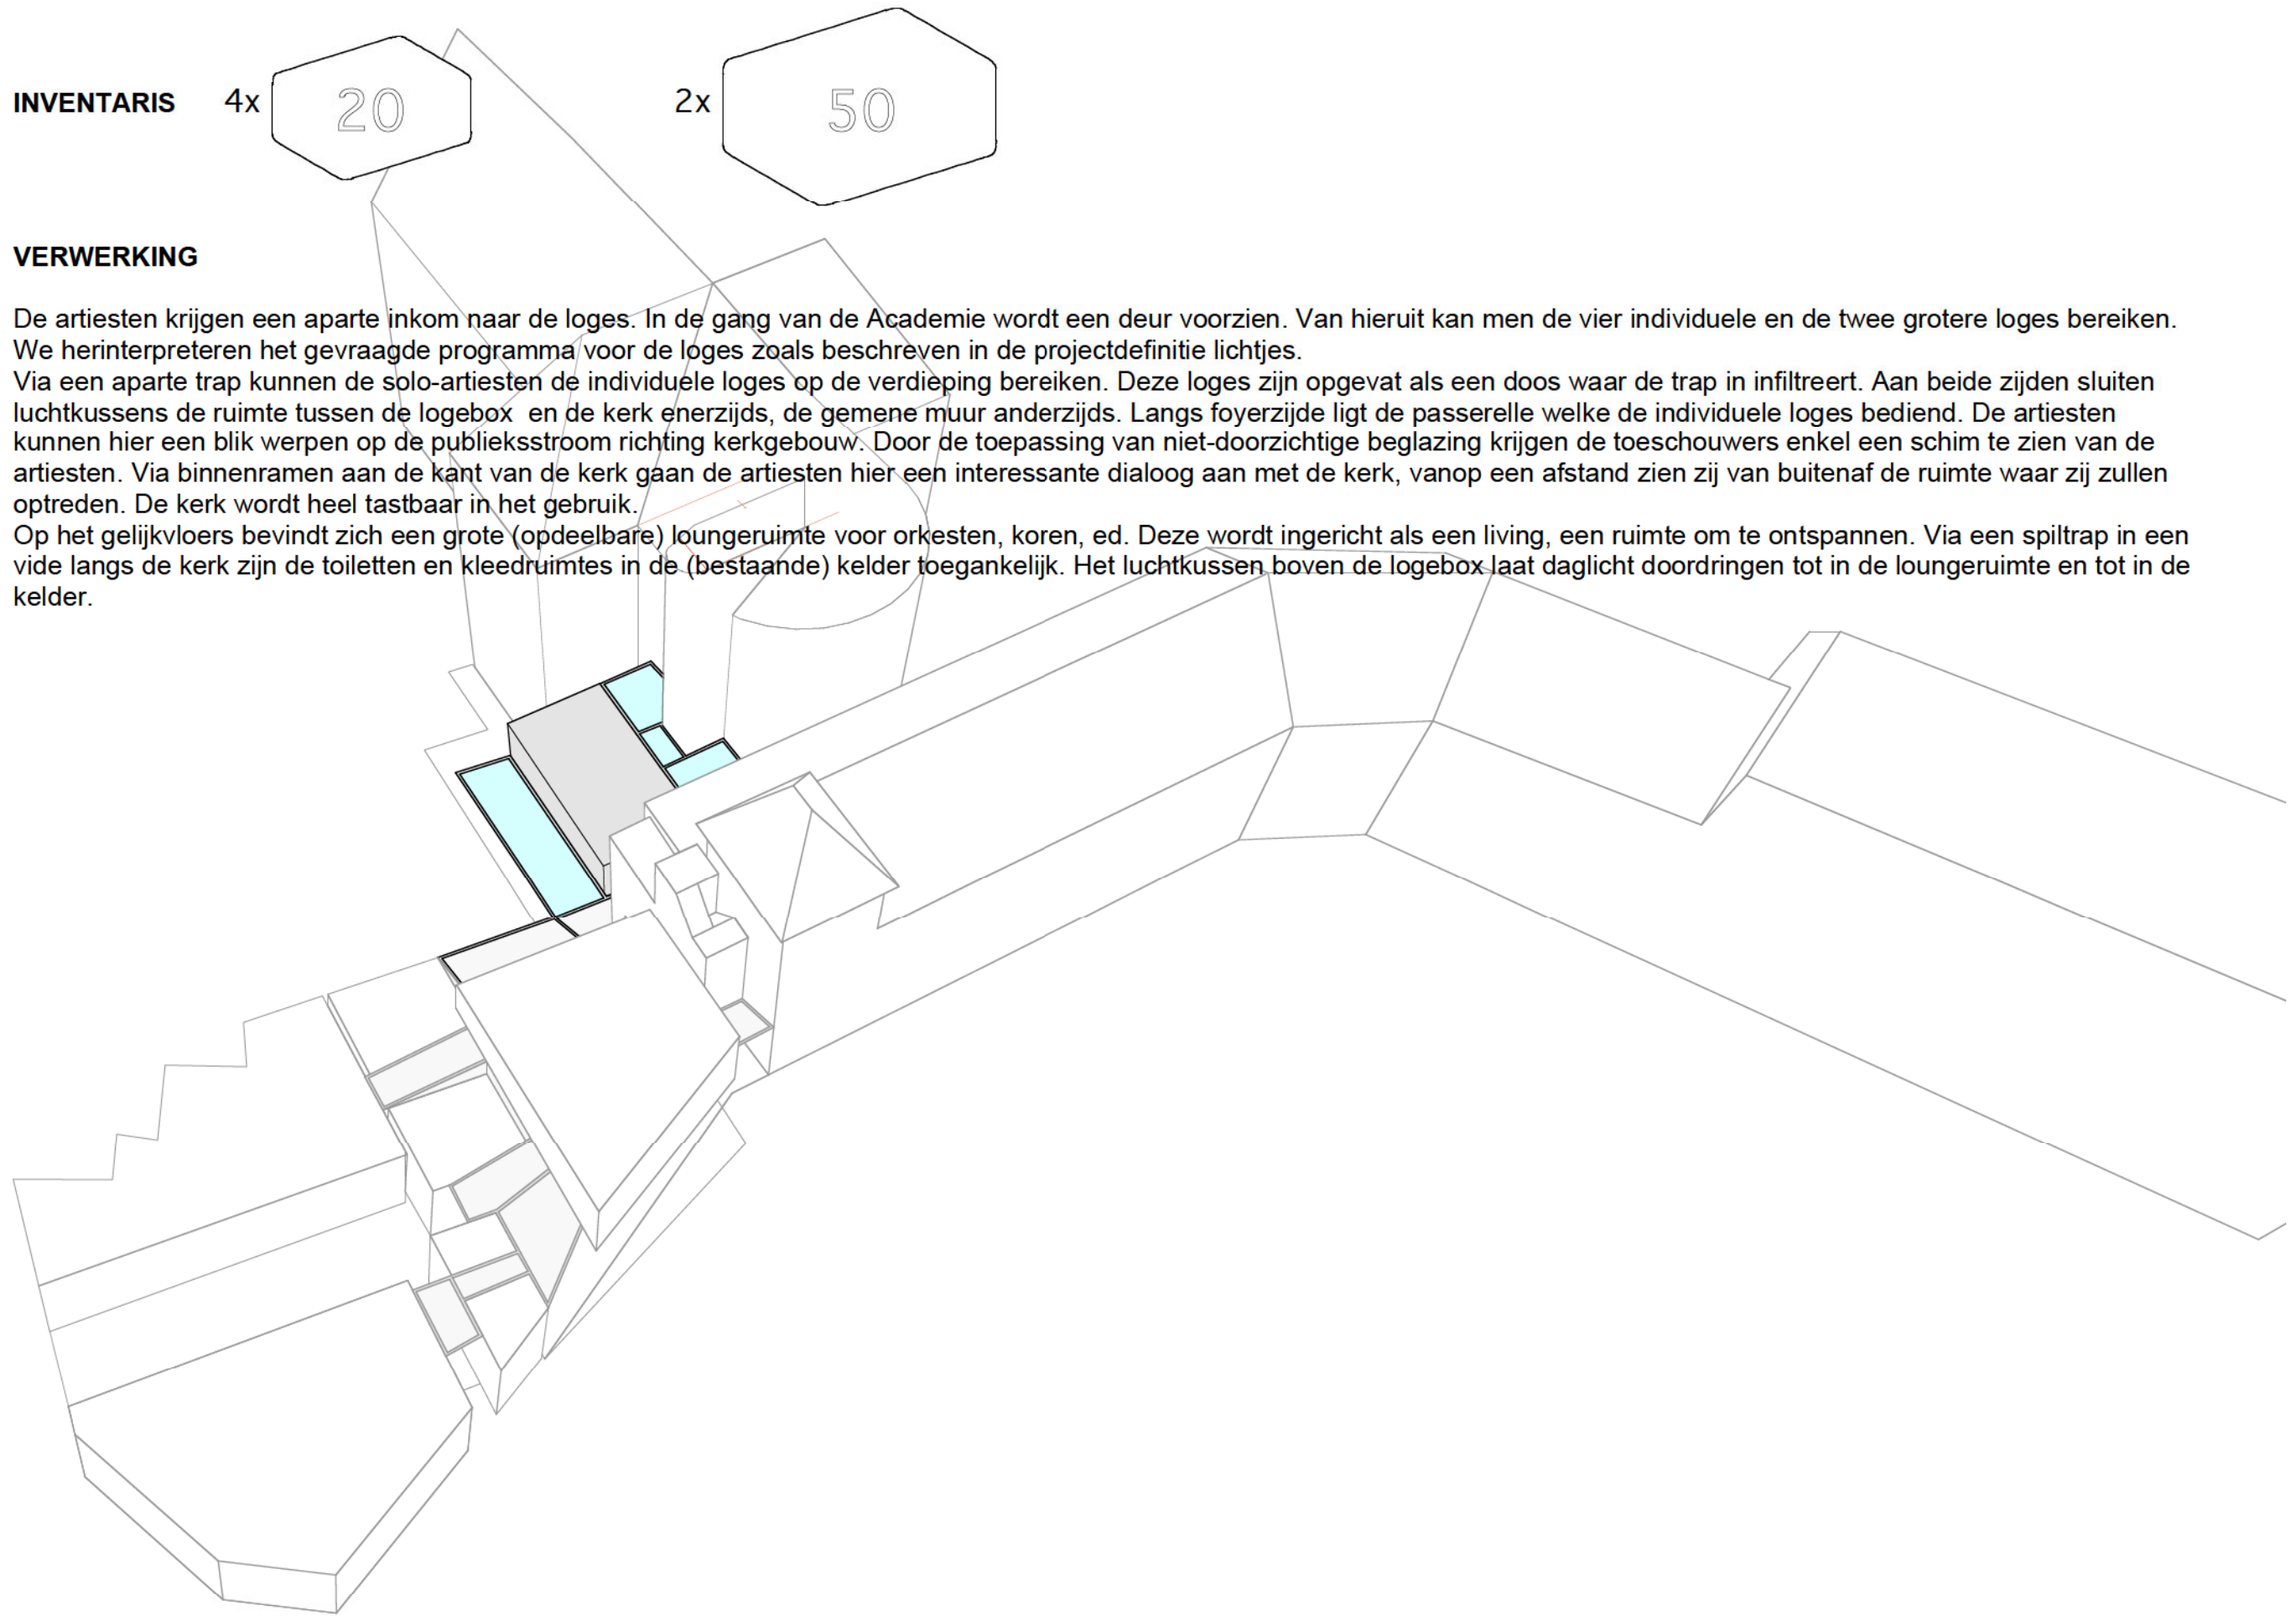 INVENTARIS 4x 20 2x 50
VERWERKING
De artiesten krijgen een aparte inkom naar de loges. In de gang van de Academie wordt een deur voorzien. Van hieruit kan men de vier individuele en de twee grotere loges bereiken.
We herinterpreteren het gevraagde programma voor de loges zoals beschreven in de projectdefinitie lichtjes.
Via een aparte trap kunnen de solo-artiesten de individuele loges op de verdieping bereiken. Deze loges zijn opgevat als een doos waar de trap in infiltreert. Aan beide zijden sluiten
luchtkussens de ruimte tussen de logebox en de kerk enerzijds, de gemene muur anderzijds. Langs foyerzijde ligt de passerelle welke de individuele loges bediend. De artiesten
kunnen hier een blik werpen op de publieksstroom richting kerkgebouw. Door de toepassing van niet-doorzichtige beglazing krijgen de toeschouwers enkel een schim te zien van de
artiesten. Via binnenramen aan de kant van de kerk gaan de artiesten hier een interessante dialoog aan met de kerk, vanop een afstand zien zij van buitenaf de ruimte waar zij zullen
optreden. De kerk wordt heel tastbaar in het gebruik.
Op het gelijkvloers bevindt zich een grote (opdeelbare) loungeruimte voor orkesten, koren, ed. Deze wordt ingericht als een living, een ruimte om te ontspannen. Via een spiltrap in een
vide langs de kerk zijn de toiletten en kleedruimtes in de (bestaande) kelder toegankelijk. Het luchtkussen boven de logebox laat daglicht doordringen tot in de loungeruimte en tot in de
kelder.